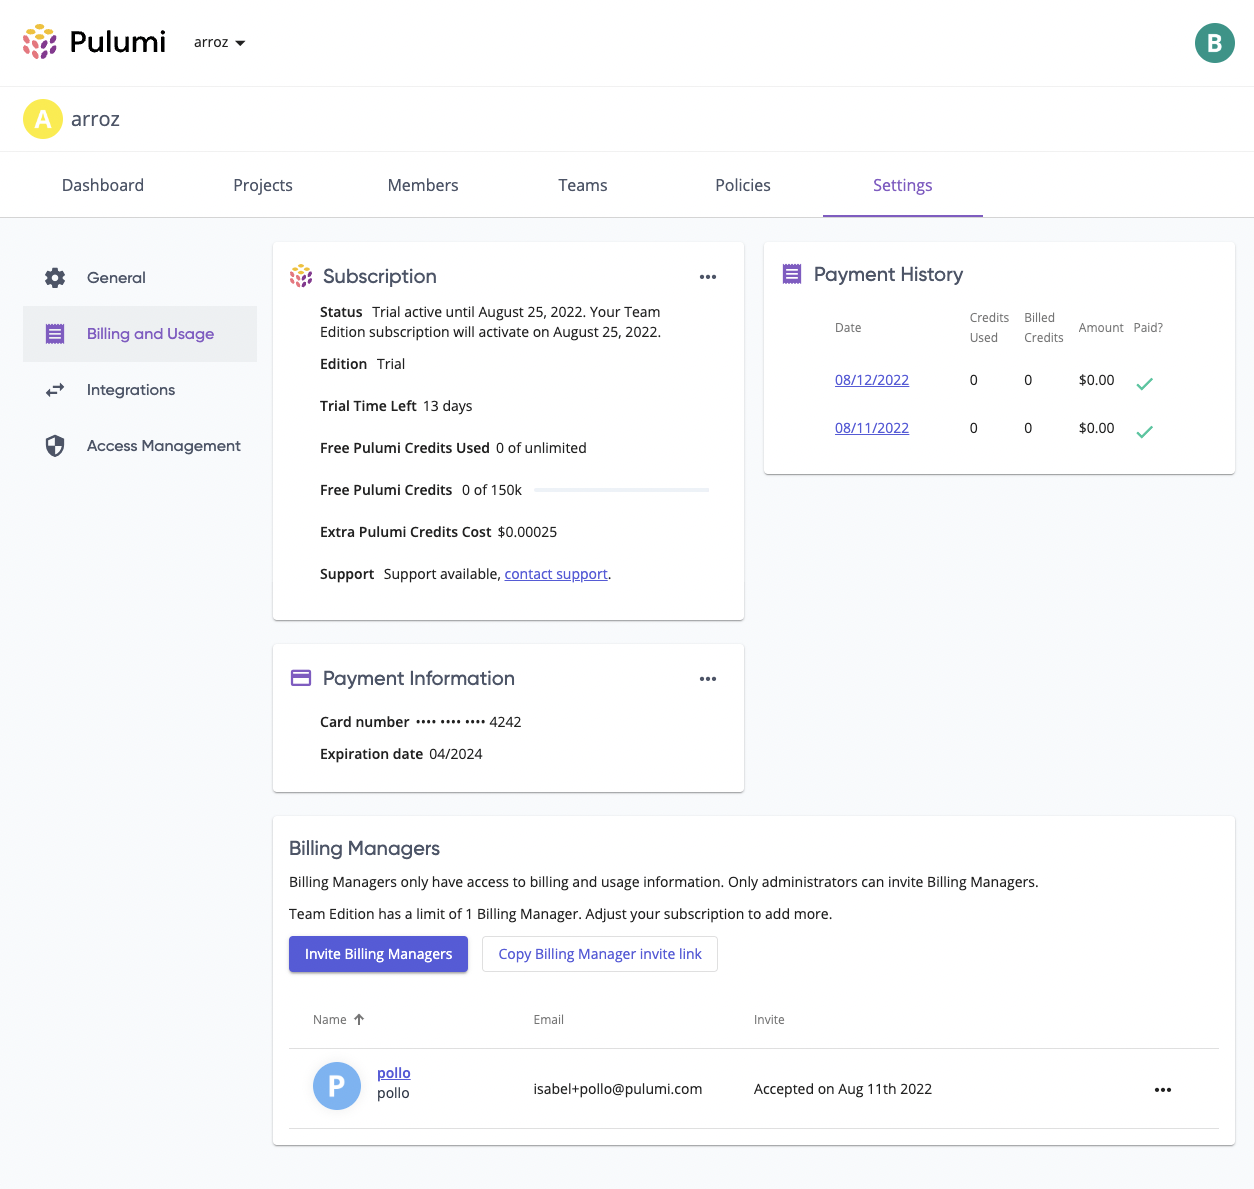 Pulumi
arroz
B
A
arroz
Dashboard
Projects
Members
Teams
Policies
Settings
General
Billing and Usage
Integrations
Access Management
Subscription
Status Trial active until August 25, 2022. Your Team
Edition subscription will activate on August 25, 2022.
Edition Trial
Trial Time Left 13 days
Free Pulumi Credits Used 0 of unlimited
Free Pulumi Credits 0 of 150k
Extra Pulumi Credits Cost $0.00025
Support Support available, contact support.
Payment History
Date Credits Used Billed Credits Amount Paid?
08/12/2022 0 0 $0.00
08/11/2022 0 0 $0.00
Payment Information
Card number •••• •••• •••• 4242
Expiration date 04/2024
Billing Managers
Billing Managers only have access to billing and usage information. Only administrators can invite Billing Managers.
Team Edition has a limit of 1 Billing Manager. Adjust your subscription to add more.
Invite Billing Managers
Copy Billing Manager invite link
Name Email Invite
P
pollo
pollo
isabel+pollo@pulumi.com
Accepted on Aug 11th 2022